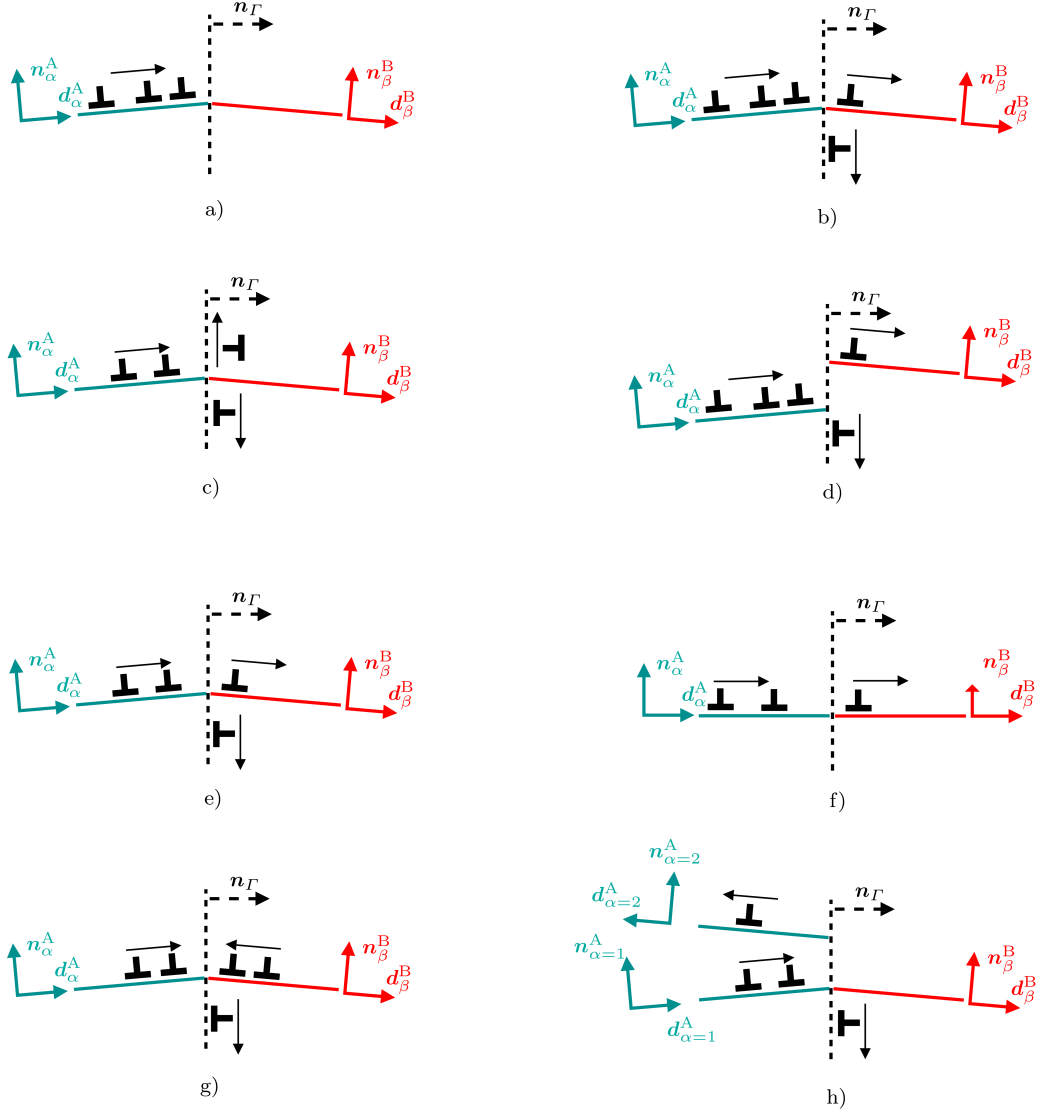 𝒏_Γ
𝒏_α^A
𝒅_α^A
𝒏_β^B
𝒅_β^B
a)
𝒏_Γ
𝒏_α^A
𝒅_α^A
𝒏_β^B
𝒅_β^B
b)
𝒏_Γ
𝒏_α^A
𝒅_α^A
𝒏_β^B
𝒅_β^B
c)
𝒏_Γ
𝒏_α^A
𝒅_α^A
𝒏_β^B
𝒅_β^B
d)
𝒏_Γ
𝒏_α^A
𝒅_α^A
𝒏_β^B
𝒅_β^B
e)
𝒏_Γ
𝒏_α^A
𝒅_α^A
𝒏_β^B
𝒅_β^B
f)
𝒏_Γ
𝒏_α^A
𝒅_α^A
𝒏_β^B
𝒅_β^B
g)
𝒏_{α=2}^A
𝒅_{α=2}^A
𝒏_Γ
𝒏_{α=1}^A
𝒅_{α=1}^A
𝒏_β^B
𝒅_β^B
h)